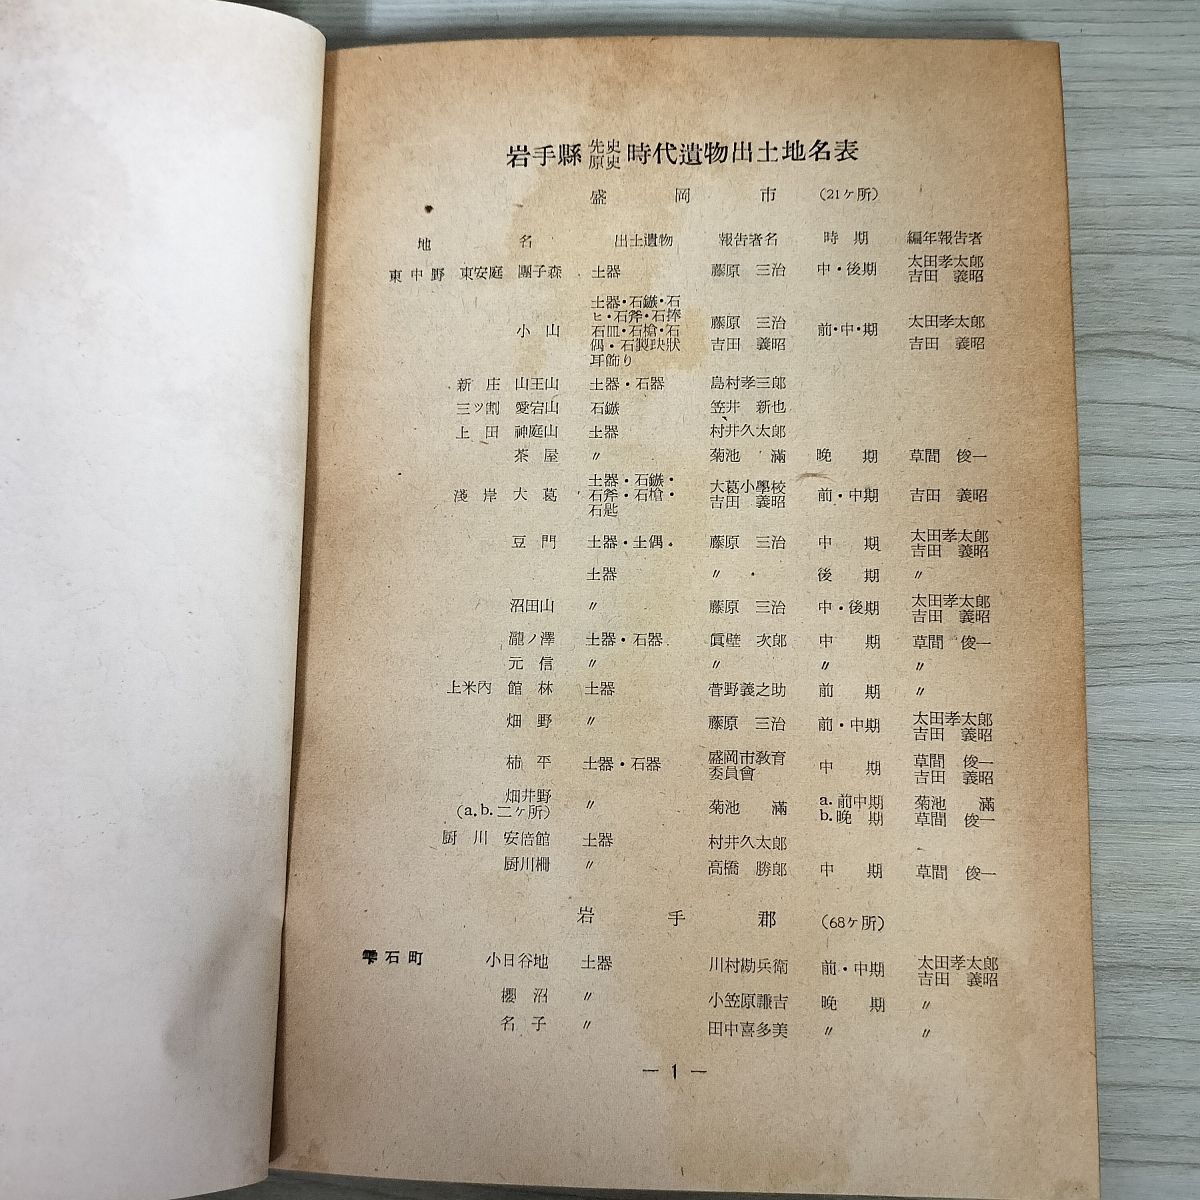 岩手縣 先史 原史 時代遺物出土地名表
盛岡市 (21ヶ所)
地名 出土遺物 報告者名 時期 編年報告者
東中野 東安庭 團子森 土器 藤原三治 中・後期 太田孝太郎 吉田義昭
小山 土器・石鏃・石ヒ・石斧・石捧 石皿・石槍・石偶・石製玦狀耳飾り 藤原三治 吉田義昭 前・中・期 太田孝太郎 吉田義昭
新庄 山王山 土器・石器 島村孝三郎
三ッ割 愛宕山 石鏃 笠井新也
上田 神庭山 土器 村井久太郎
茶屋 〃 菊池滿 晩期 草間俊一
淺岸 大葛 土器・石鏃・石斧・石槍・石匙 大葛小學校 吉田義昭 前・中期 吉田義昭
豆門 土器・土偶・ 藤原三治 中期 太田孝太郎 吉田義昭
土器 〃・ 後期 〃
沼田山 〃 藤原三治 中・後期 太田孝太郎 吉田義昭
瀧ノ澤 土器・石器 眞壁次郎 中期 草間俊一
元信 〃 〃 〃 〃
上米內 館林 土器 菅野義之助 前期 〃
畑野 〃 藤原三治 前・中期 太田孝太郎 吉田義昭
柿平 土器・石器 盛岡市敎育委員會 中期 草間俊一 吉田義昭
畑井野 (a.b.二ヶ所) 〃 菊池滿 a.前中期 b.晩期 菊池滿 草間俊一
厨川 安倍館 土器 村井久太郎
厨川柵 〃 高橋勝郎 中期 草間俊一
岩手郡 (68ヶ所)
雫石町 小日谷地 土器 川村勘兵衞 前・中期 太田孝太郎 吉田義昭
櫻沼 〃 小笠原謙吉 晩期 〃
名子 〃 田中喜多美 〃 〃
— 1 —